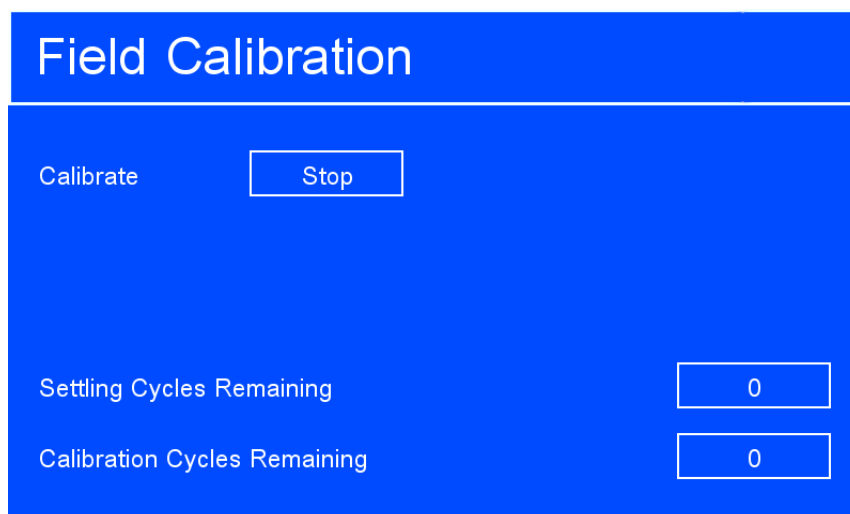 Field Calibration
Calibrate Stop
Settling Cycles Remaining 0
Calibration Cycles Remaining 0